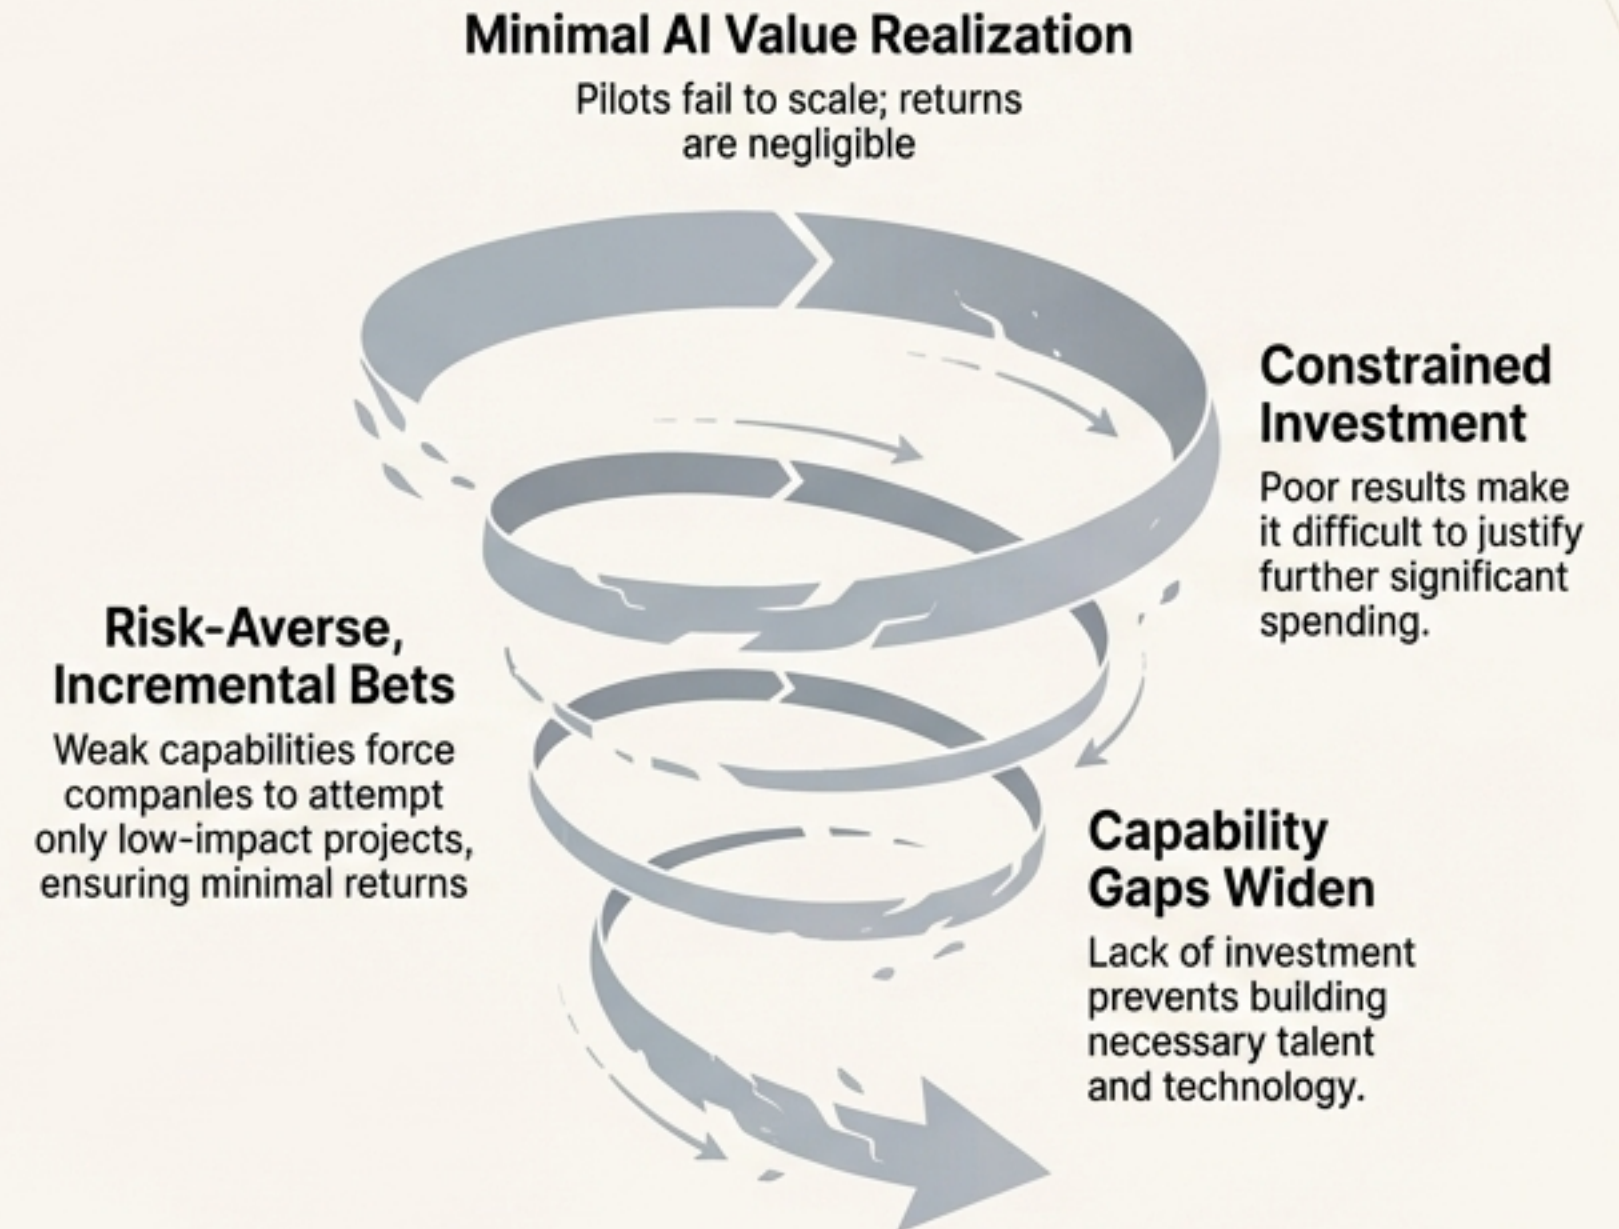 Minimal AI Value Realization
Pilots fail to scale; returns
are negligible
Constrained
Investment
Poor results make
it difficult to justify
further significant
spending.
Risk-Averse,
Incremental Bets
Weak capabilities force
companles to attempt
only low-impact projects,
ensuring minimal returns
Capability
Gaps Widen
Lack of investment
prevents building
necessary talent
and technology.